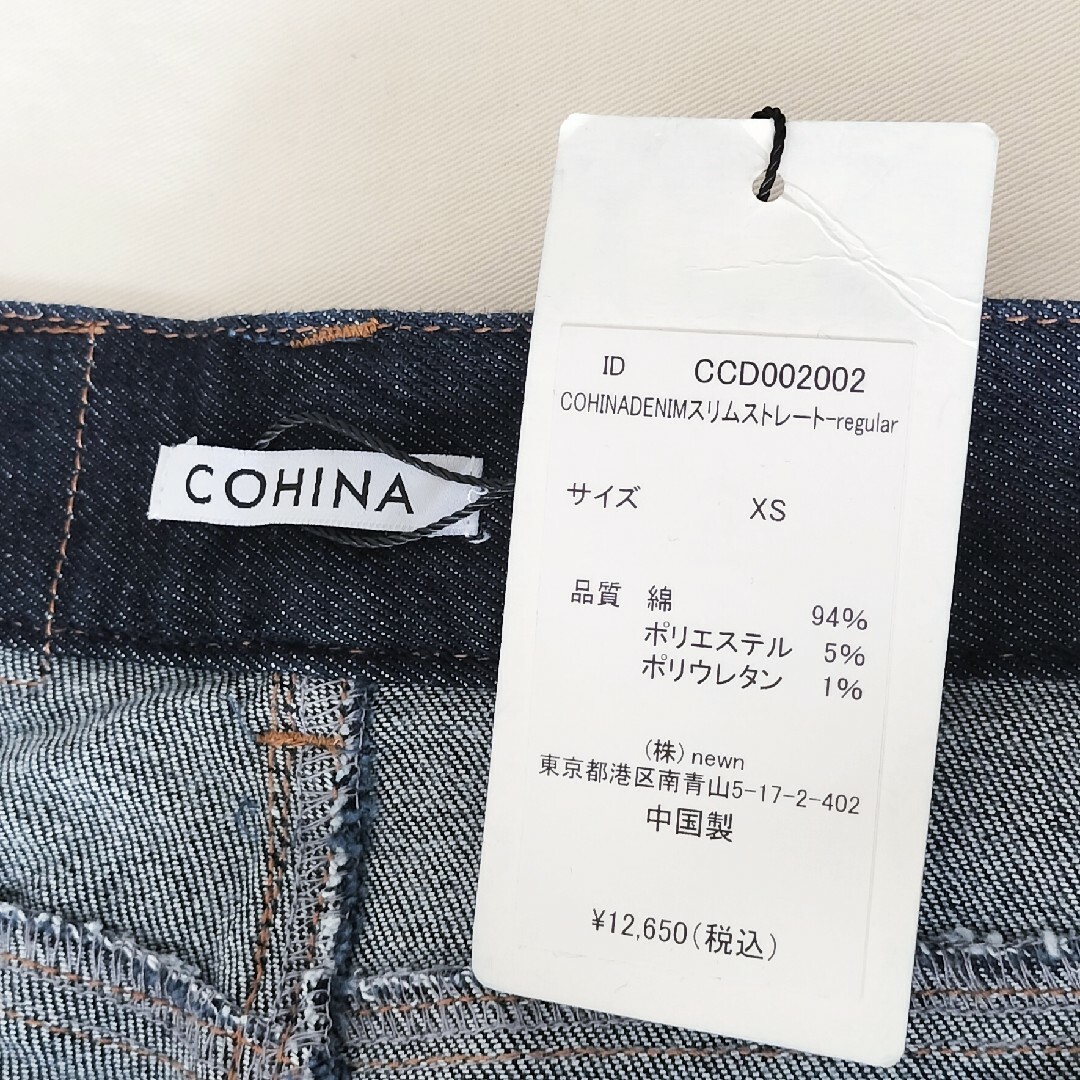 COHINA
ID CCD002002
COHINADENIMスリムストレート-regular
サイズ XS
品質 綿 94%
ポリエステル 5%
ポリウレタン 1%
(株)newn
東京都港区南青山5-17-2-402
中国製
¥12,650(税込)